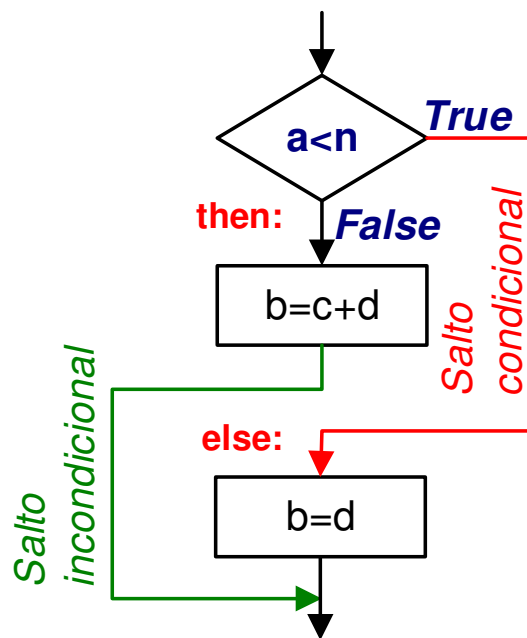 True
a<n
then:
False
b=c+d
Salto
condicional
Salto
incondicional
else:
b=d